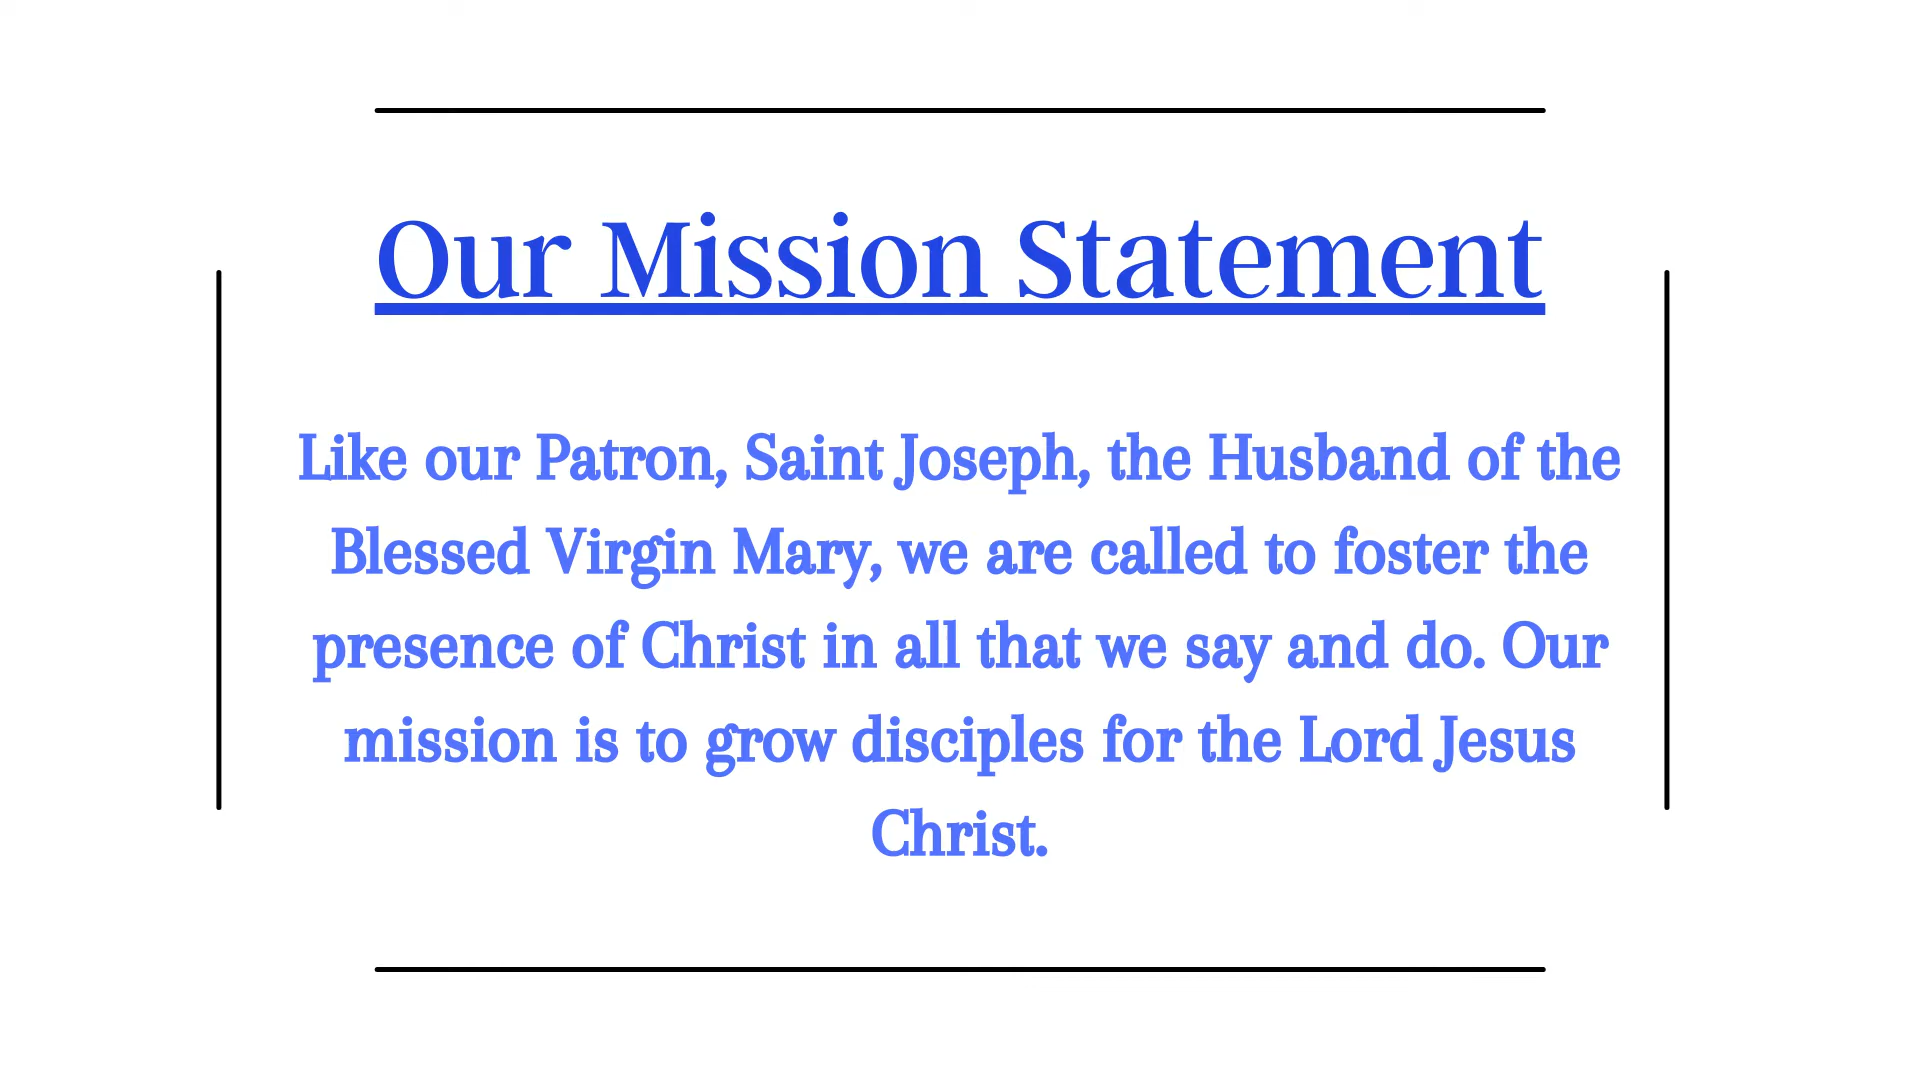 Our Mission Statement
Like our Patron, Saint Joseph, the Husband of the
Blessed Virgin Mary, we are called to foster the
presence of Christ in all that we say and do. Our
mission is to grow disciples for the Lord Jesus
Christ.